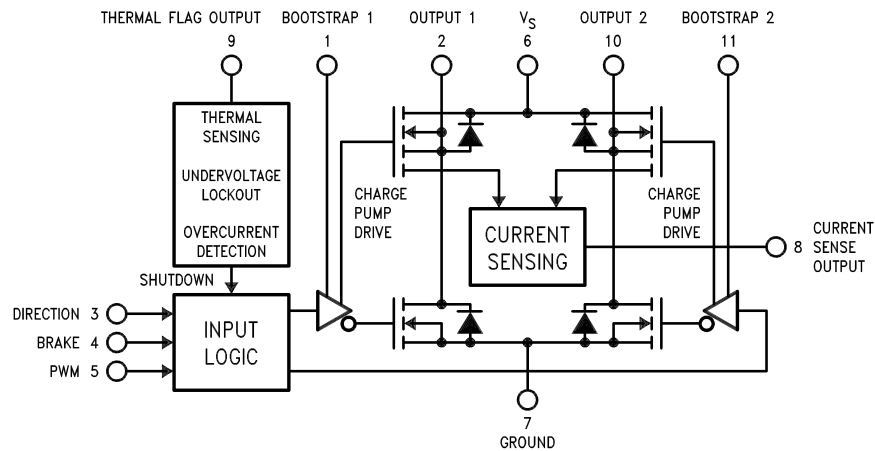 THERMAL FLAG OUTPUT
9
BOOTSTRAP 1
1
OUTPUT 1
2
VS
6
OUTPUT 2
10
BOOTSTRAP 2
11
THERMAL
SENSING
UNDERVOLTAGE
LOCKOUT
OVERCURRENT
DETECTION
CHARGE
PUMP
DRIVE
CURRENT
SENSING
CHARGE
PUMP
DRIVE
8
CURRENT
SENSE
OUTPUT
SHUTDOWN
DIRECTION 3
BRAKE 4
PWM 5
INPUT
LOGIC
7
GROUND